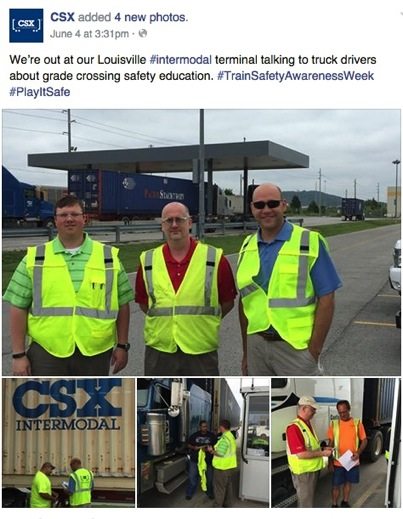 [CSX]
CSX added 4 new photos.
June 4 at 3:31pm ·
We're out at our Louisville #intermodal terminal talking to truck drivers
about grade crossing safety education. #TrainSafetyAwarenessWeek
#PlayItSafe
CSX
INTERMODAL